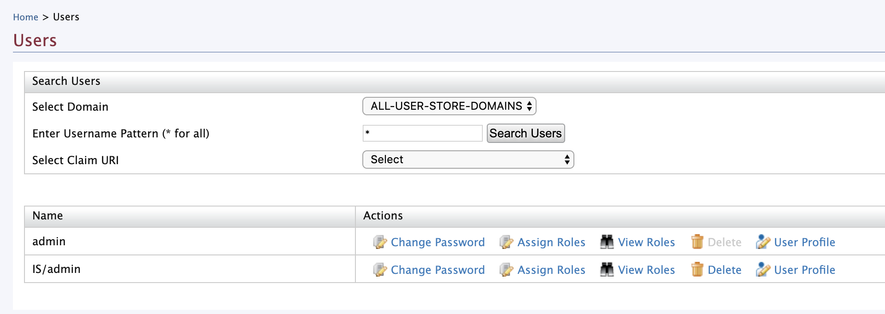 Home > Users
Users
Search Users
Select Domain ALL-USER-STORE-DOMAINS
Enter Username Pattern (* for all) * Search Users
Select Claim URI Select
Name Actions
admin Change Password Assign Roles View Roles Delete User Profile
IS/admin Change Password Assign Roles View Roles Delete User Profile